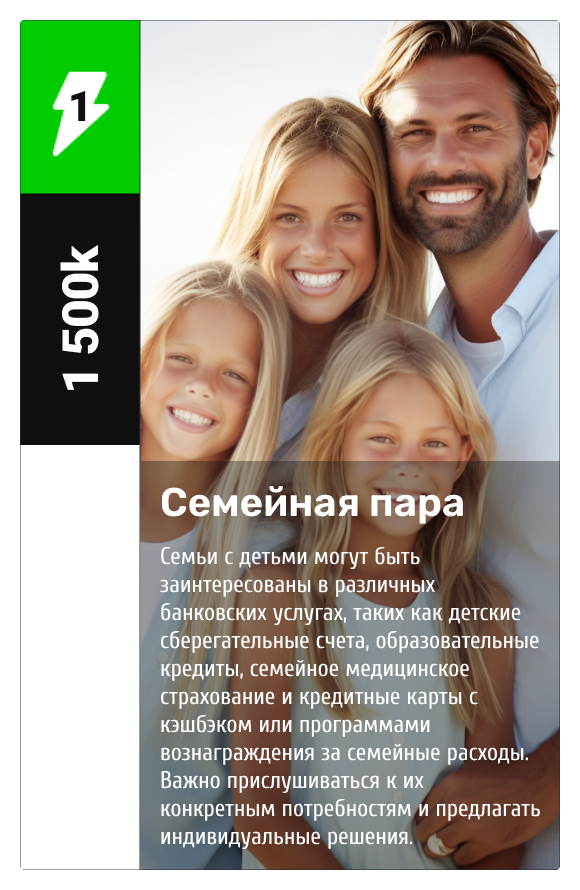 1
1 500k
Семейная пара
Семьи с детьми могут быть
заинтересованы в различных
банковских услугах, таких как детские
сберегательные счета, образовательные
кредиты, семейное медицинское
страхование и кредитные карты с
кэшбэком или программами
вознаграждения за семейные расходы.
Важно прислушиваться к их
конкретным потребностям и предлагать
индивидуальные решения.